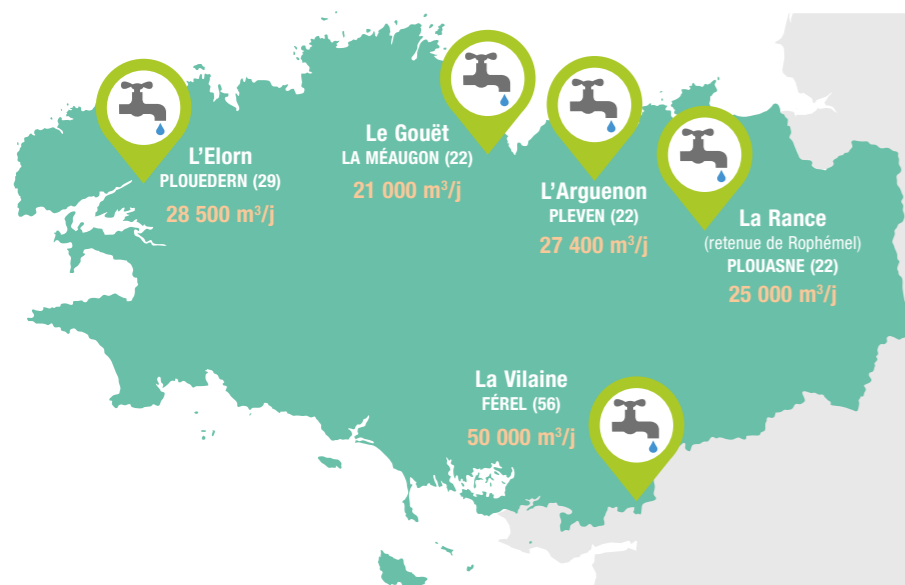 L'Elorn
PLOUEDERN (29)
28 500 m³/j
Le Gouët
LA MÉAUGON (22)
21 000 m³/j
L'Arguenon
PLEVEN (22)
27 400 m³/j
La Rance
(retenue de Rophémel)
PLOUASNE (22)
25 000 m³/j
La Vilaine
FÉREL (56)
50 000 m³/j